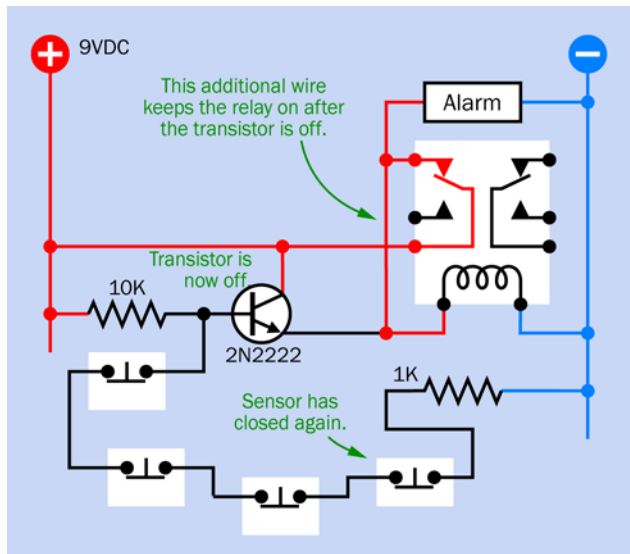 9VDC
This additional wire
keeps the relay on after
the transistor is off.
Alarm
Transistor is
now off
10K
2N2222
1K
Sensor has
closed again.